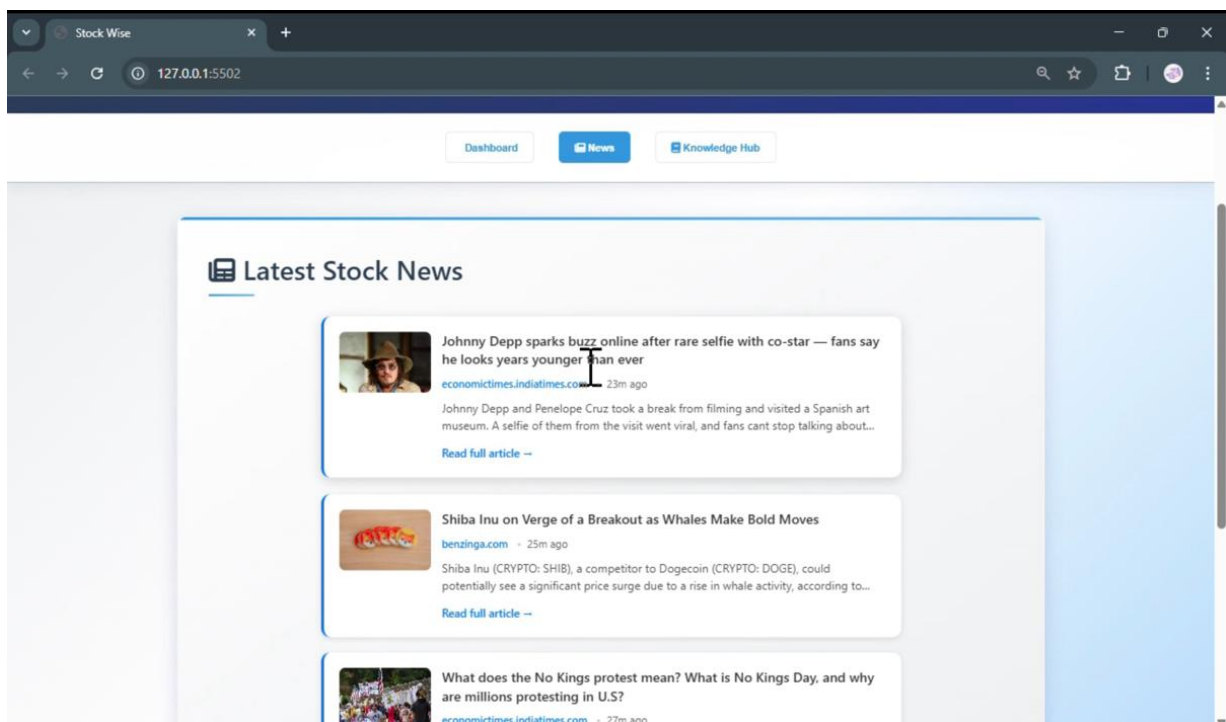 Stock Wise
127.0.0.1:5502
Dashboard
News
Knowledge Hub
Latest Stock News
Johnny Depp sparks buzz online after rare selfie with co-star — fans say
he looks years younger than ever
economictimes.indiatimes.com 23m ago
Johnny Depp and Penelope Cruz took a break from filming and visited a Spanish art
museum. A selfie of them from the visit went viral, and fans cant stop talking about...
Read full article →
Shiba Inu on Verge of a Breakout as Whales Make Bold Moves
benzinga.com • 25m ago
Shiba Inu (CRYPTO: SHIB), a competitor to Dogecoin (CRYPTO: DOGE), could
potentially see a significant price surge due to a rise in whale activity, according to...
Read full article →
What does the No Kings protest mean? What is No Kings Day, and why
are millions protesting in U.S?
economictimes.indiatimes.com • 27m ago